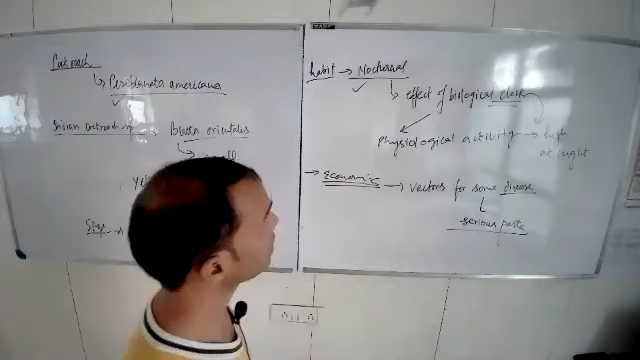 Cockroach
↳ Periplaneta americana
✓
Indian cockroach → Blatta orientalis
Size →
habit → Nocturnal
✓
effect of biological clock
Physiological activity → high
at night
→ Economic → vectors for some disease
serious pests